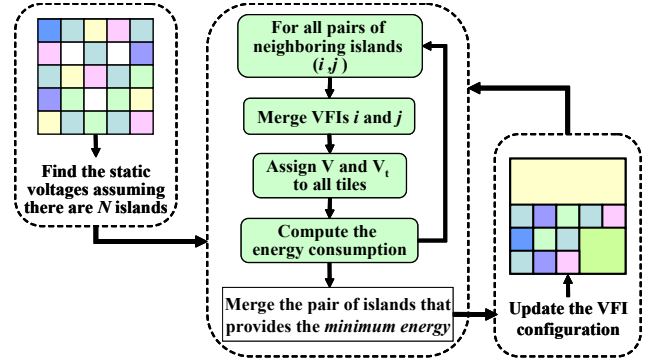 Find the static
voltages assuming
there are N islands
For all pairs of
neighboring islands
(i ,j )
Merge VFIs i and j
Assign V and Vt
to all tiles
Compute the
energy consumption
Merge the pair of islands that
provides the minimum energy
Update the VFI
configuration